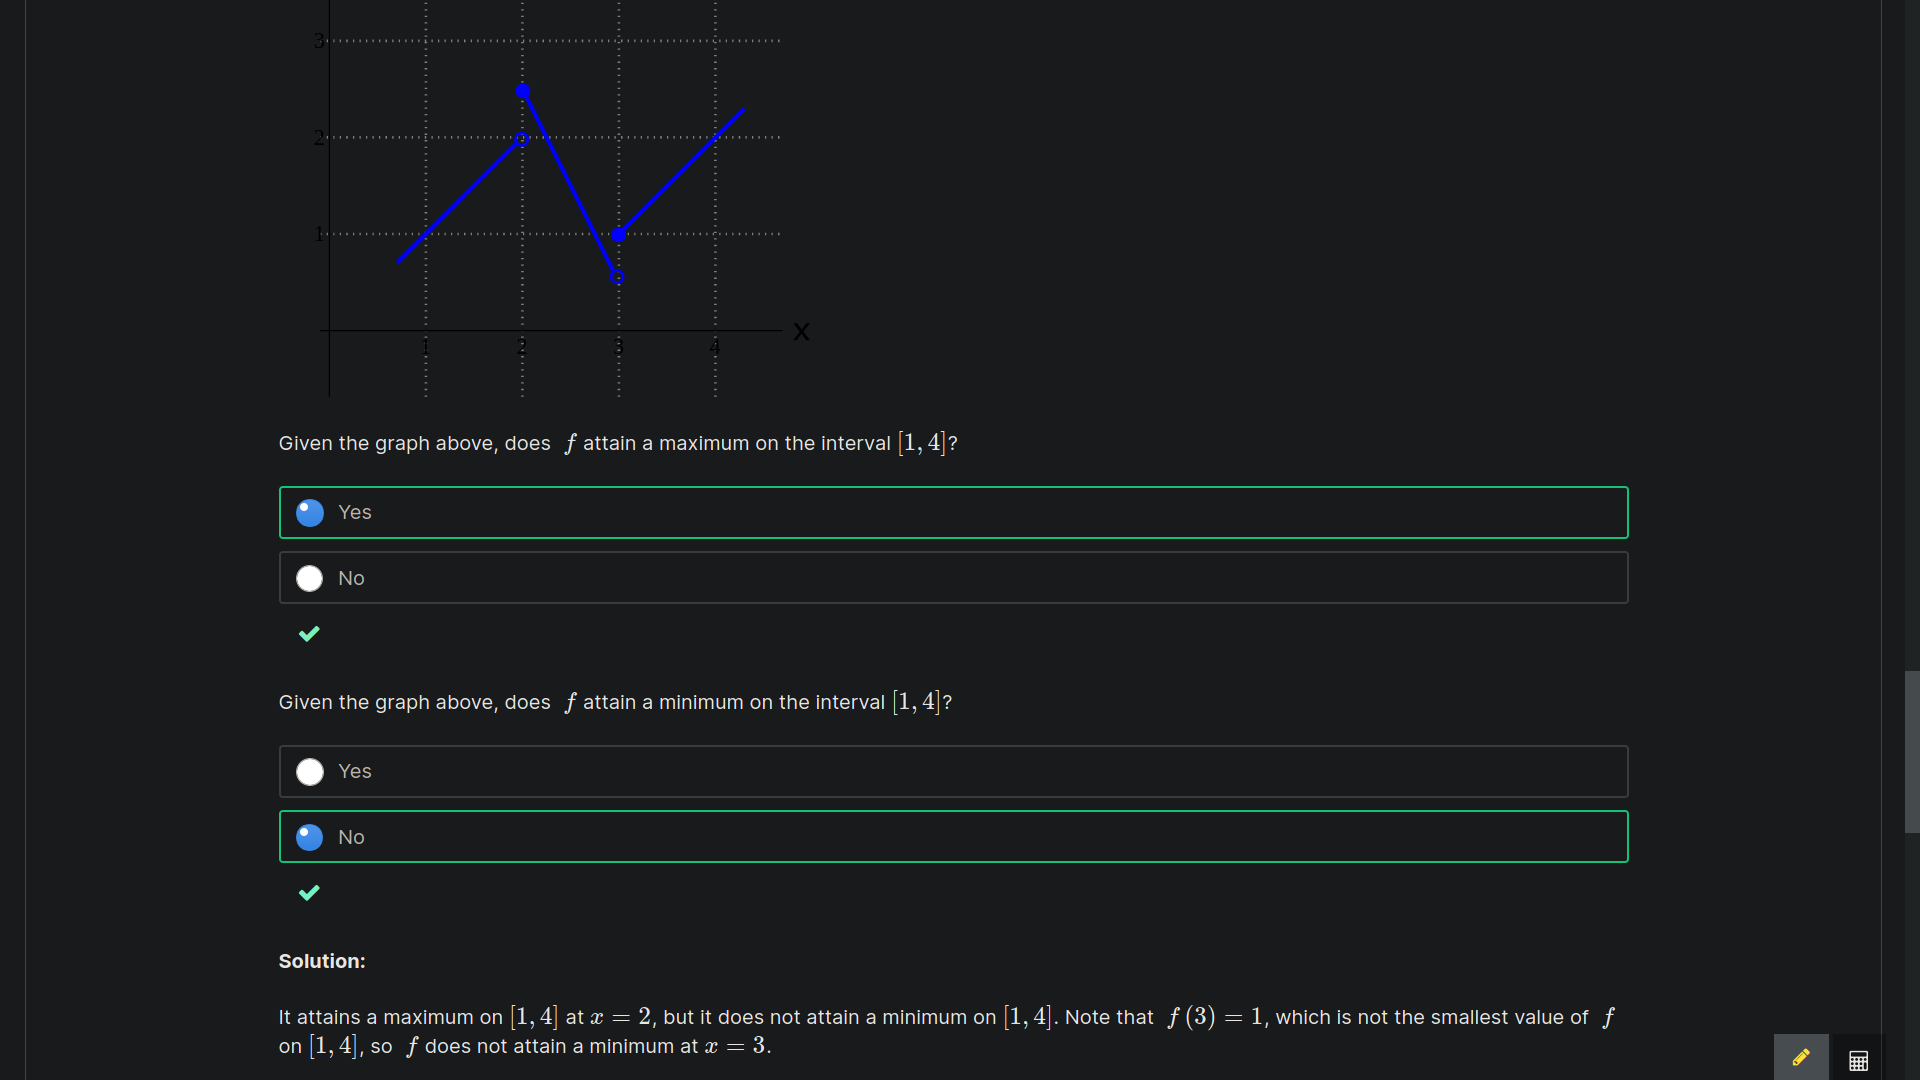 3
2
1
1 2 3 4
X
Given the graph above, does f attain a maximum on the interval [1, 4]?
Yes
No
Given the graph above, does f attain a minimum on the interval [1, 4]?
Yes
No
Solution:
It attains a maximum on [1, 4] at x = 2, but it does not attain a minimum on [1, 4]. Note that f (3) = 1, which is not the smallest value of f
on [1, 4], so f does not attain a minimum at x = 3.